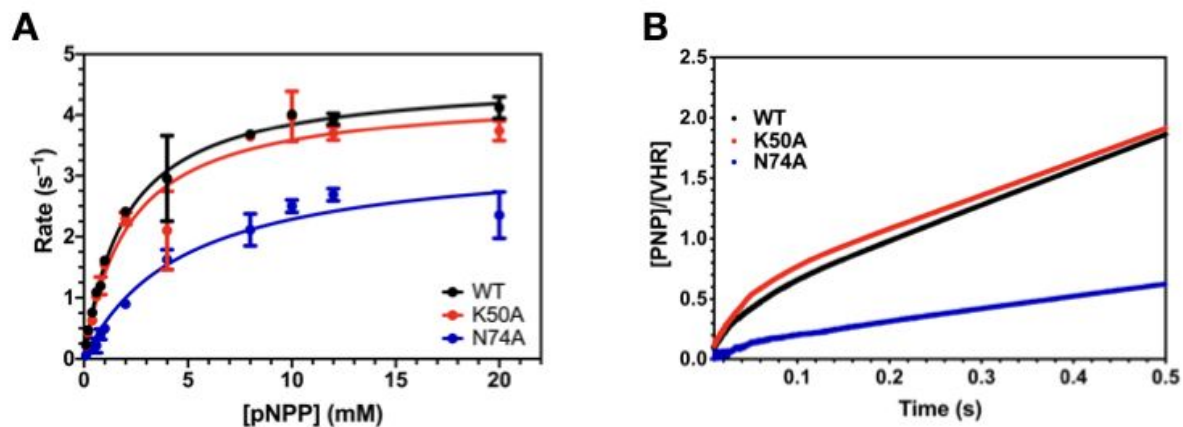 A
B
Rate (s⁻¹)
5
4
3
2
1
0
WT
K50A
N74A
0
5
10
15
20
[pNPP] (mM)
[PNP]/[VHR]
2.5
2.0
1.5
1.0
0.5
0.0
WT
K50A
N74A
0.1
0.2
0.3
0.4
0.5
Time (s)